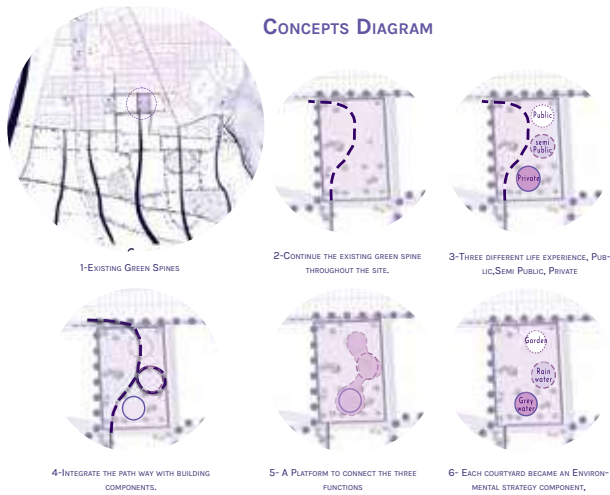 Concepts Diagram
Public
semi
Public
Private
1-Existing Green Spines
2-Continue the existing green spine
throughout the site.
3-Three different life experience, Pub-
lic,Semi Public, Private
Garden
Rain
water
Grey
water
4-Integrate the path way with building
components.
5- A Platform to connect the three
functions
6- Each courtyard became an Environ-
mental strategy component,